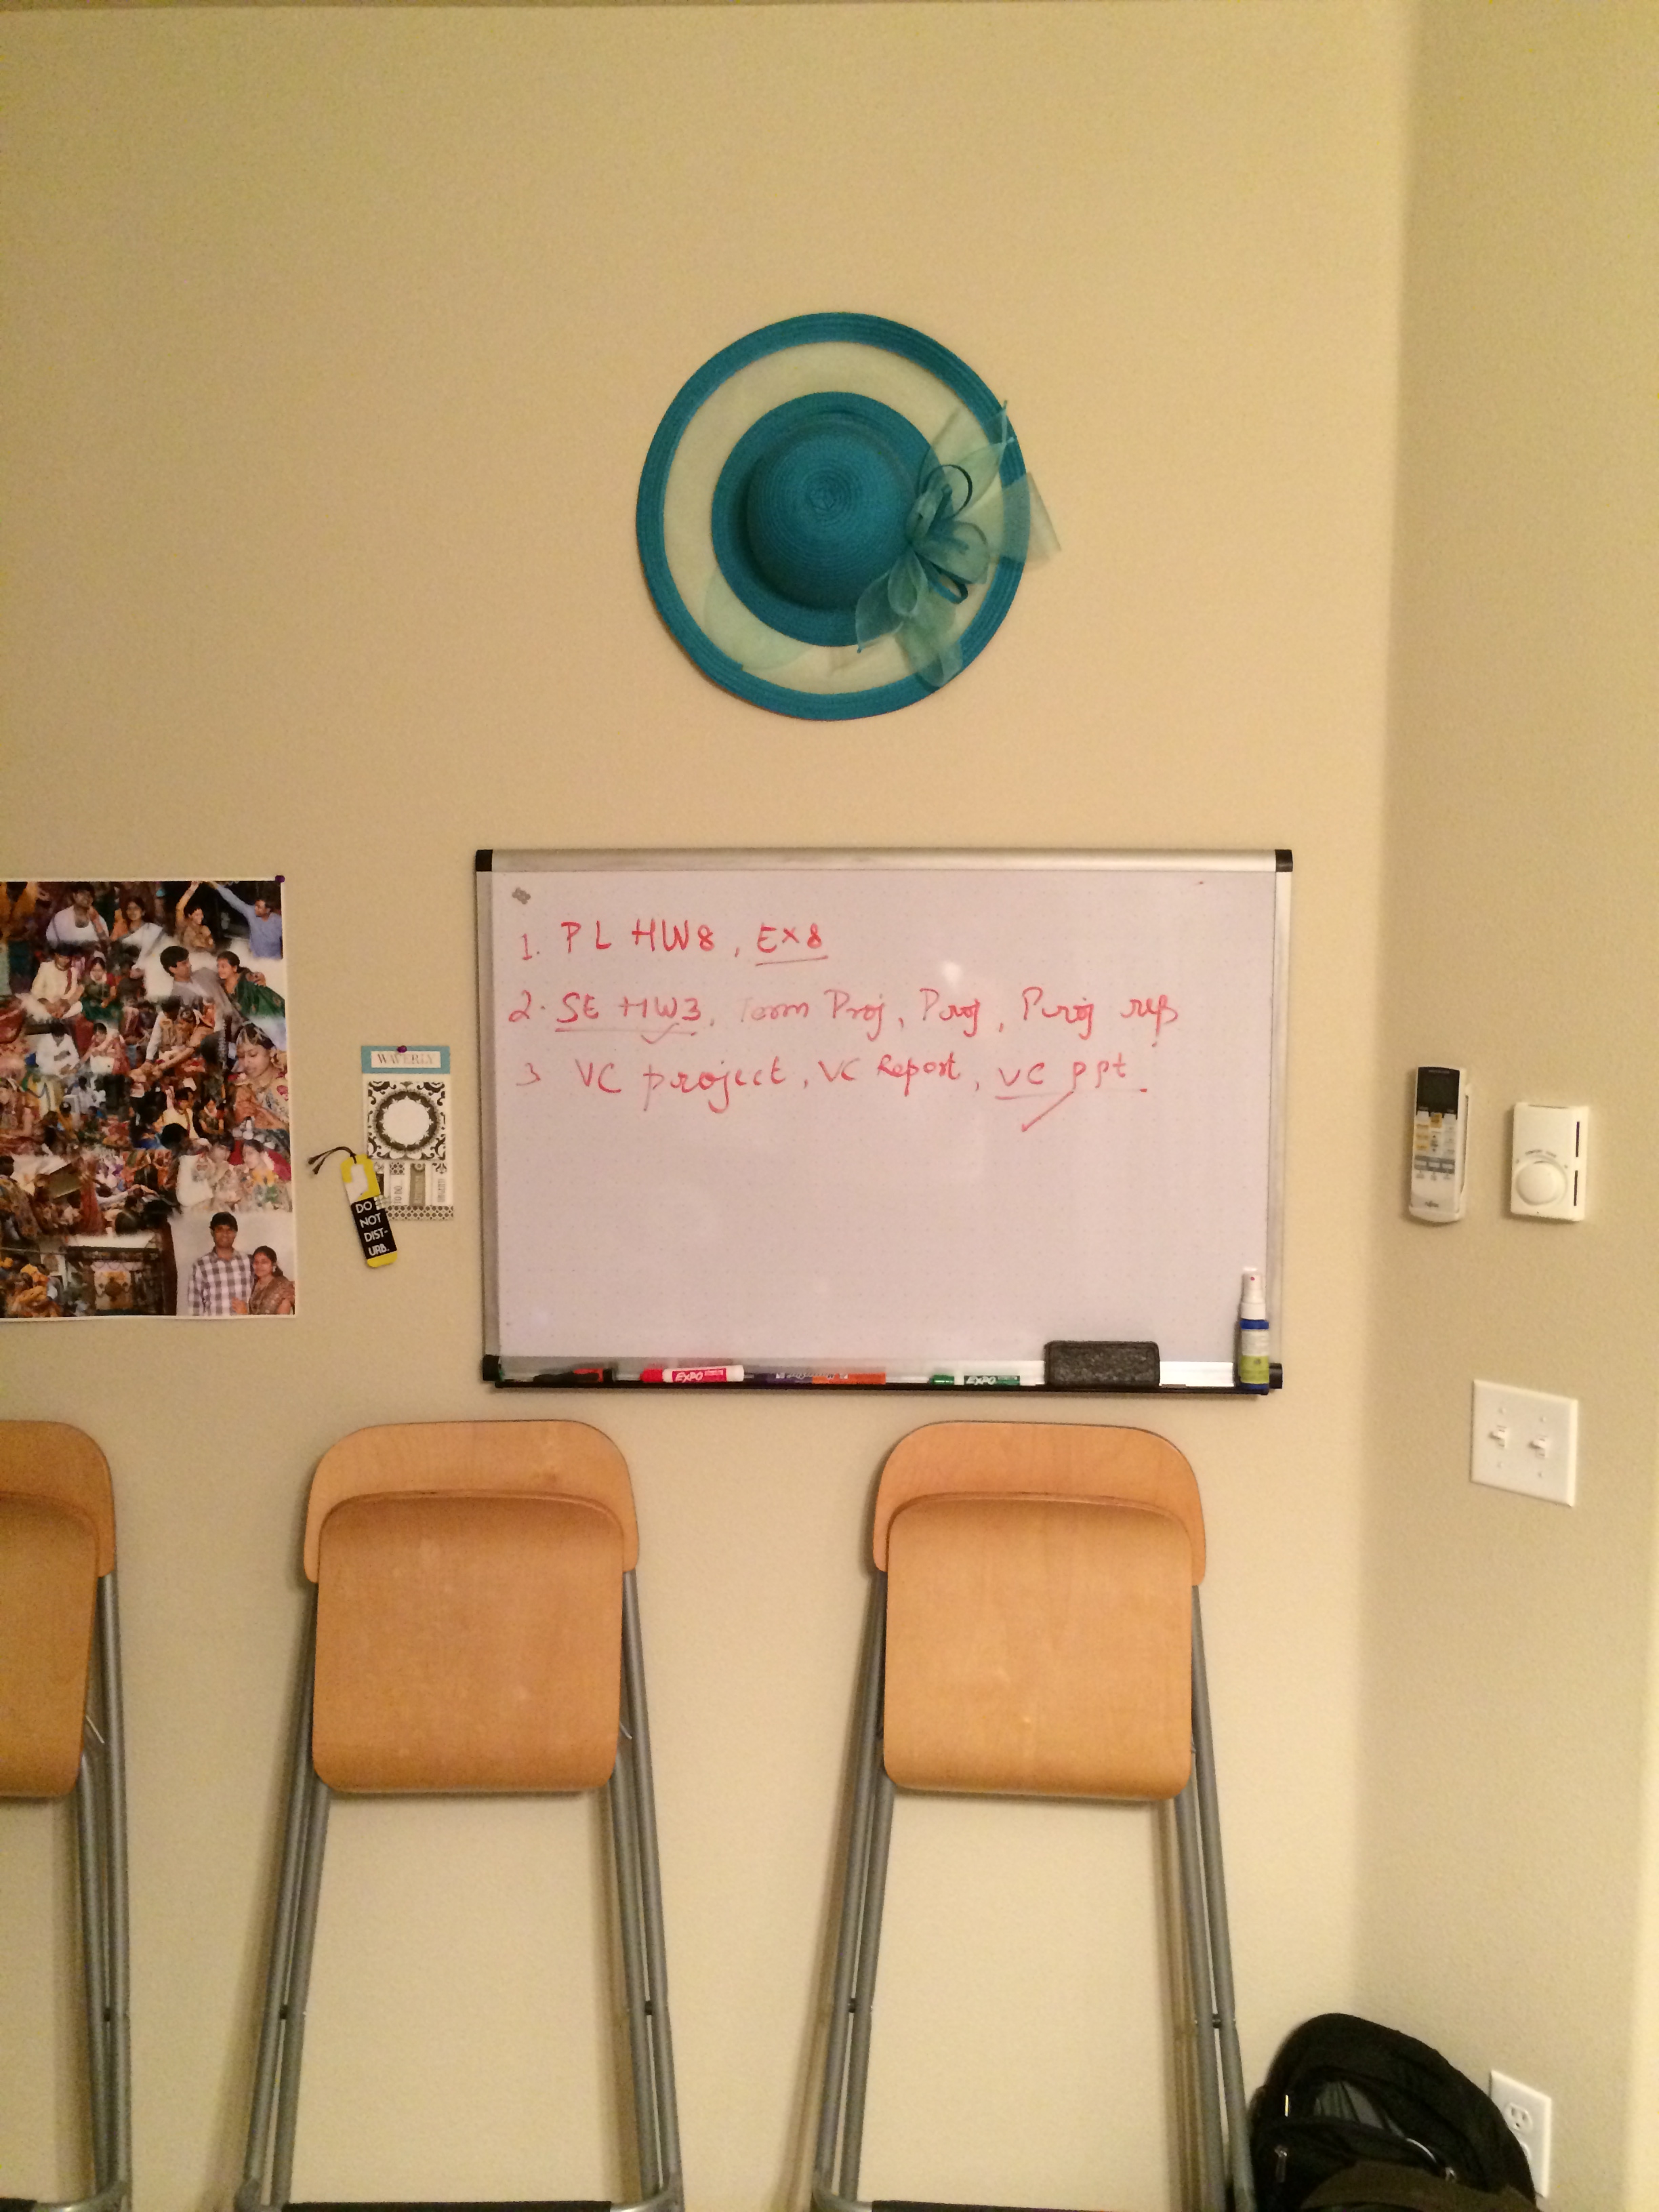 1. PL HW8, EX8
2. SE HW3, Term Proj, Proj, Proj rep
3 VC project, VC Report, VC ppt.
WAVERLY
DO
NOT
DIST-
URB.
EXPO
EXPO